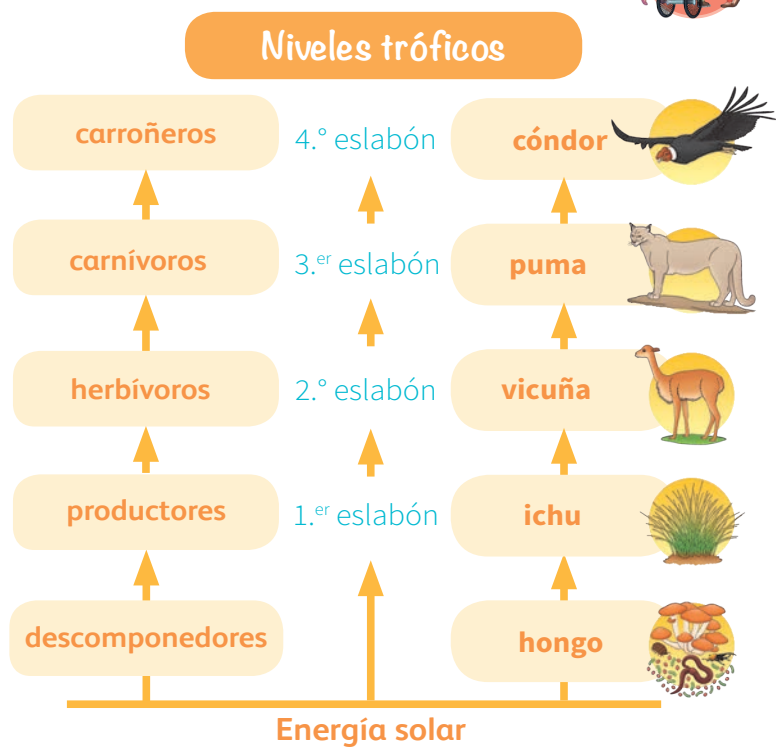 Niveles tróficos
carroñeros 4.° eslabón cóndor
carnívoros 3.er eslabón puma
herbívoros 2.° eslabón vicuña
productores 1.er eslabón ichu
descomponedores hongo
Energía solar